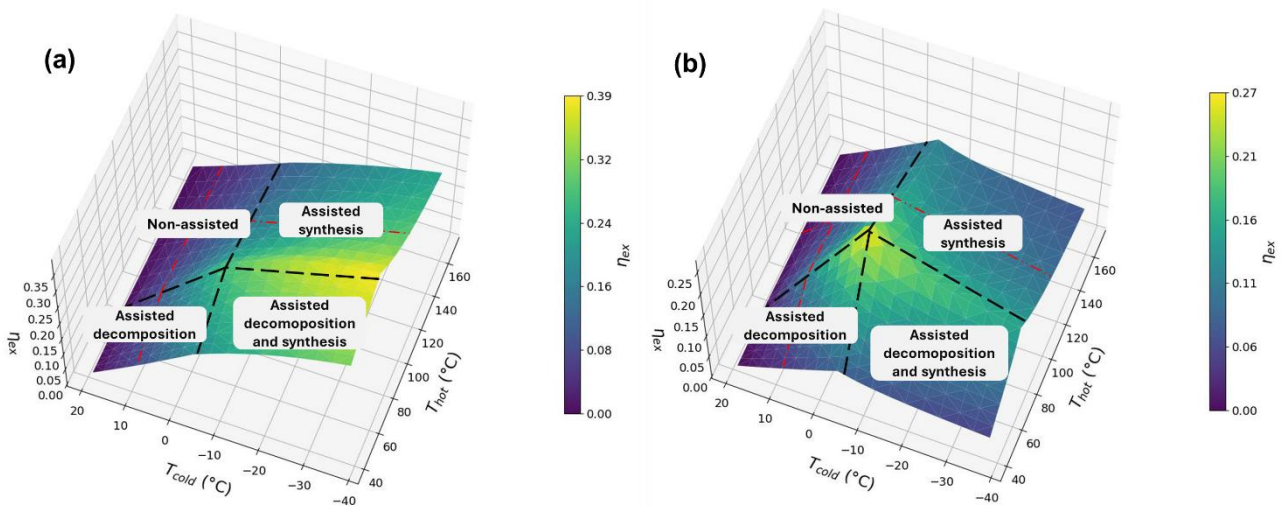 (a)
Non-assisted
Assisted
synthesis
Assisted
decomposition
Assisted
decomoposition
and synthesis
0.35
0.30
0.25
0.20
0.15
0.10
0.05
0.00
ηex
20
10
0
−10
−20
−30
−40
Tcold (°C)
40
60
80
100
120
140
160
Thot (°C)
0.39
0.32
0.24
0.16
0.08
0.00
ηex
(b)
Non-assisted
Assisted
synthesis
Assisted
decomposition
Assisted
decomoposition
and synthesis
0.25
0.20
0.15
0.10
0.05
0.00
ηex
20
10
0
−10
−20
−30
−40
Tcold (°C)
40
60
80
100
120
140
160
Thot (°C)
0.27
0.21
0.16
0.11
0.06
0.00
ηex